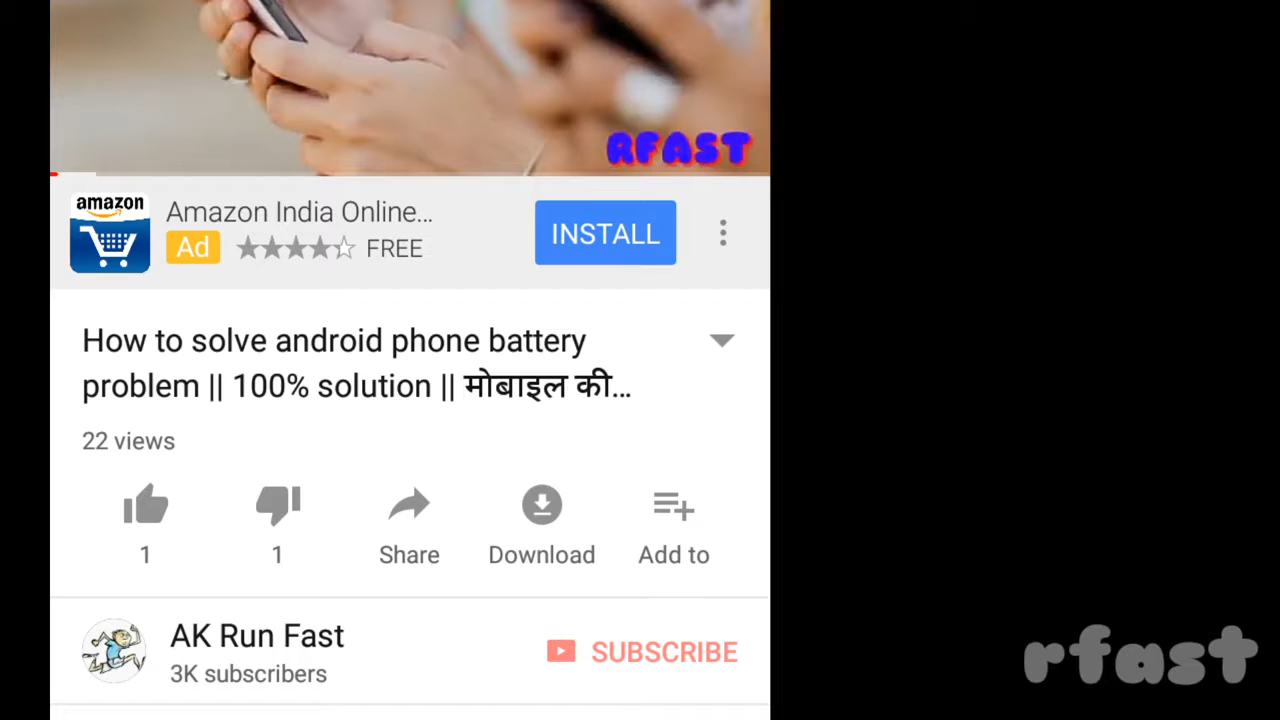 RFAST
amazon
Amazon India Online...
Ad FREE
INSTALL
How to solve android phone battery
problem || 100% solution || मोबाइल की...
22 views
1 1 Share Download Add to
AK Run Fast
3K subscribers
SUBSCRIBE
rfast